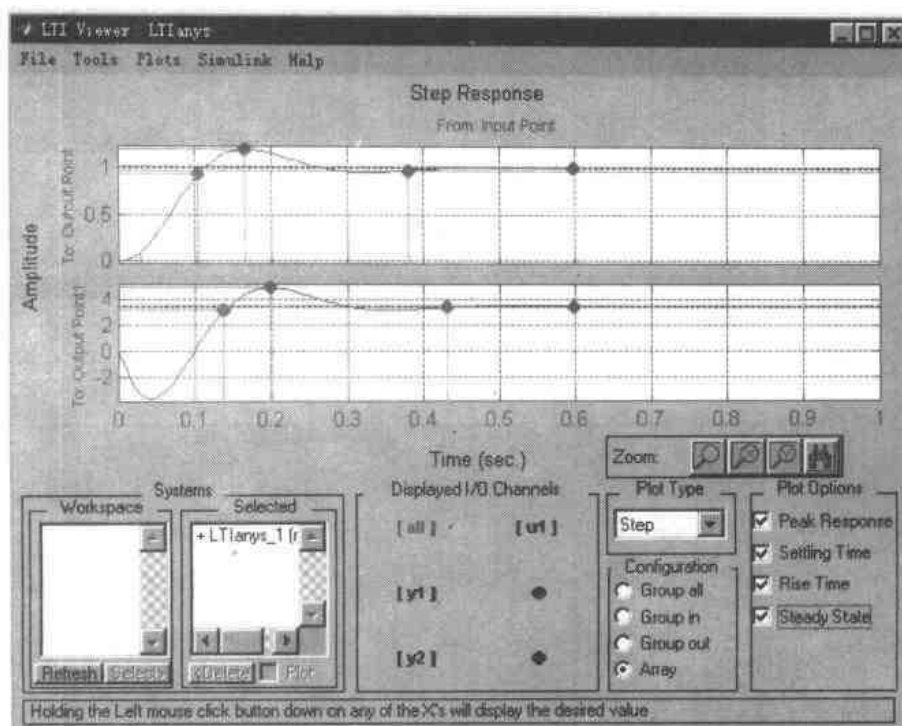 LTI Viewer LTIanys
File Tools Plots Simulink Help
Step Response
From: Input Point
Amplitude
To: Output Point
1
0.5
0
To: Output Point1
4
2
0
-2
0 0.1 0.2 0.3 0.4 0.5 0.6 0.7 0.8 0.9 1
Time (sec.)
Zoom:
Systems
Workspace
Selected
+ LTIanys_1 (r
Refresh
Select>
<Delete
Plot
Displayed I/O Channels
[ all ] [ u1 ]
[ y1 ]
[ y2 ]
Plot Type
Step
Configuration
Group all
Group in
Group out
Array
Plot Options
Peak Response
Settling Time
Rise Time
Steady State
Holding the Left mouse click button down on any of the X's will display the desired value